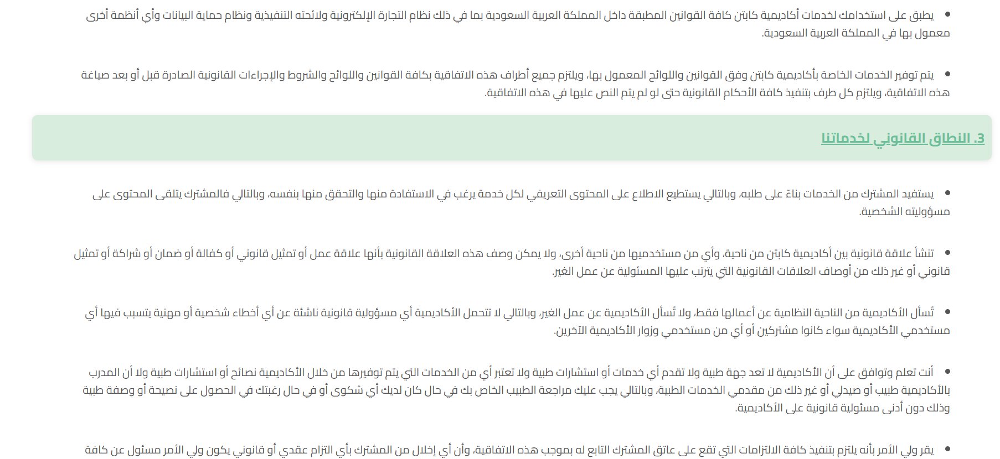 يطبق على استخدامك لخدمات أكاديمية كابتن كافة القوانين المطبقة داخل المملكة العربية السعودية بما في ذلك نظام التجارة الإلكترونية ولائحته التنفيذية ونظام حماية البيانات وأي أنظمة أخرى
معمول بها في المملكة العربية السعودية.
يتم توفير الخدمات الخاصة بأكاديمية كابتن وفق القوانين واللوائح المعمول بها، ويلتزم جميع أطراف هذه الاتفاقية بكافة القوانين واللوائح والشروط والإجراءات القانونية الصادرة قبل أو بعد صياغة
هذه الاتفاقية، ويلتزم كل طرف بتنفيذ كافة الأحكام القانونية حتى لو لم يتم النص عليها في هذه الاتفاقية.
3. النطاق القانوني لخدماتنا
يستفيد المشترك من الخدمات بناءً على طلبه، وبالتالي يستطيع الاطلاع على المحتوى التعريفي لكل خدمة يرغب في الاستفادة منها والتحقق منها بنفسه، وبالتالي فالمشترك يتلقى المحتوى على
مسؤوليته الشخصية.
تنشأ علاقة قانونية بين أكاديمية كابتن من ناحية، وأي من مستخدميها من ناحية أخرى، ولا يمكن وصف هذه العلاقة القانونية بأنها علاقة عمل أو تمثيل قانوني أو كفالة أو ضمان أو شراكة أو تمثيل
قانوني أو غير ذلك من أوصاف العلاقات القانونية التي يترتب عليها المسئولية عن عمل الغير.
تُسأل الأكاديمية من الناحية النظامية عن أعمالها فقط، ولا تُسأل الأكاديمية عن عمل الغير، وبالتالي لا تتحمل الأكاديمية أي مسؤولية قانونية ناشئة عن أي أخطاء شخصية أو مهنية يتسبب فيها أي
مستخدمي الأكاديمية سواء كانوا مشتركين أو أي من مستخدمي وزوار الأكاديمية الآخرين.
أنت تعلم وتوافق على أن الأكاديمية لا تعد جهة طبية ولا تقدم أي خدمات أو استشارات طبية ولا تعتبر أي من الخدمات التي يتم توفيرها من خلال الأكاديمية نصائح أو استشارات طبية ولا أن المدرب
بالأكاديمية طبيب أو صيدلي أو غير ذلك من مقدمي الخدمات الطبية، وبالتالي يجب عليك مراجعة الطبيب الخاص بك في حال كان لديك أي شكوى أو في حال رغبتك في الحصول على نصيحة أو وصفة طبية
وذلك دون أدنى مسئولية قانونية على الأكاديمية.
يقر ولي الأمر بأنه يلتزم بتنفيذ كافة الالتزامات التي تقع على عاتق المشترك التابع له بموجب هذه الاتفاقية، وأن أي إخلال من المشترك بأي التزام عقدي أو قانوني يكون ولي الأمر مسئول عن كافة